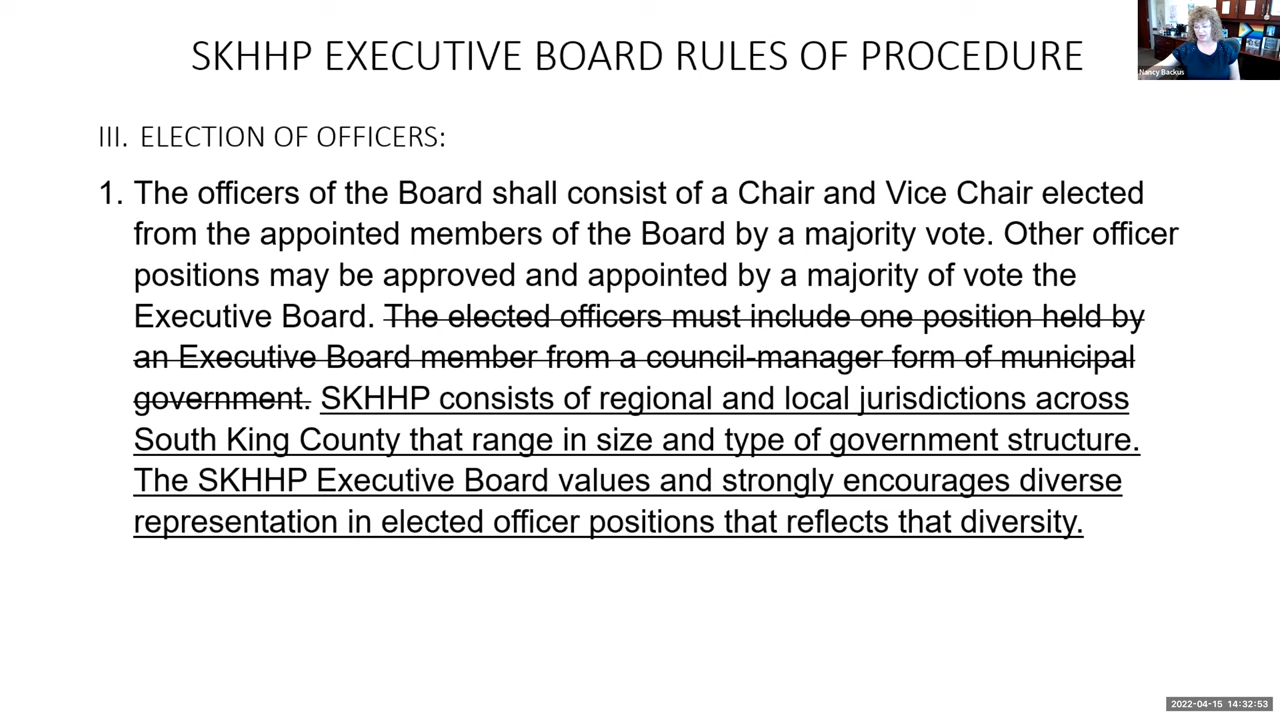 SKHHP EXECUTIVE BOARD RULES OF PROCEDURE
Nancy Backus
III. ELECTION OF OFFICERS:
1. The officers of the Board shall consist of a Chair and Vice Chair elected
from the appointed members of the Board by a majority vote. Other officer
positions may be approved and appointed by a majority of vote the
Executive Board. The elected officers must include one position held by
an Executive Board member from a council-manager form of municipal
government. SKHHP consists of regional and local jurisdictions across
South King County that range in size and type of government structure.
The SKHHP Executive Board values and strongly encourages diverse
representation in elected officer positions that reflects that diversity.
2022-04-15 14:32:53